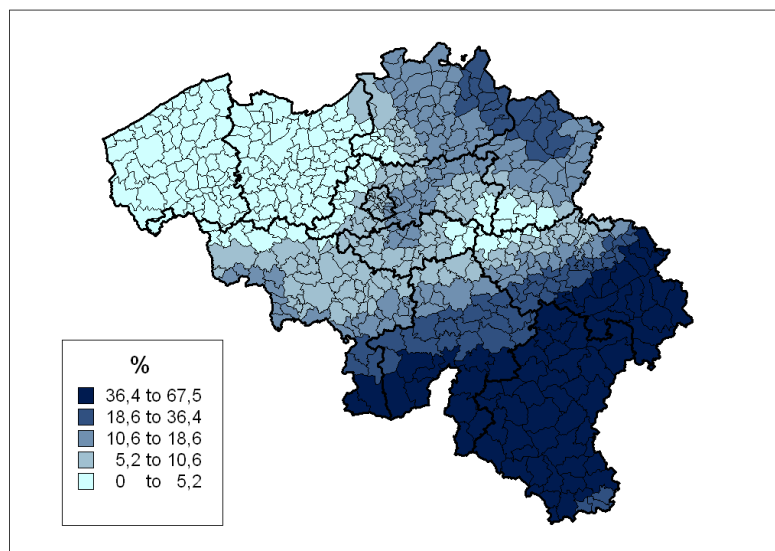 %
36,4 to 67,5
18,6 to 36,4
10,6 to 18,6
5,2 to 10,6
0 to 5,2